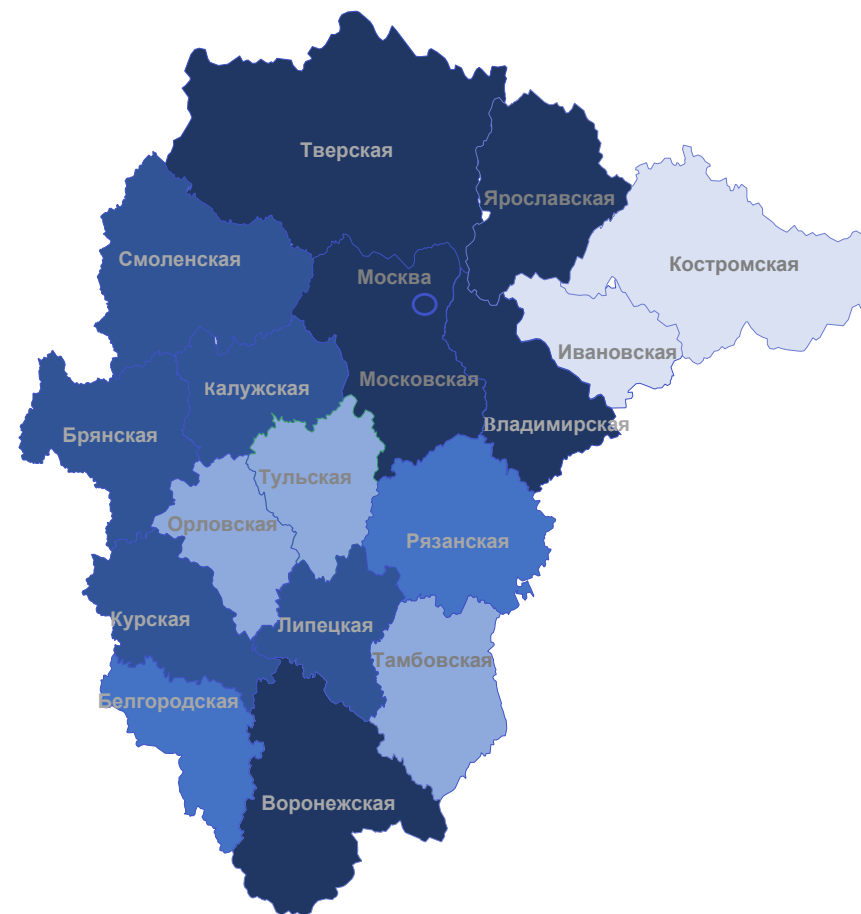 Тверская
Ярославская
Смоленская
Москва
Костромская
Ивановская
Калужская
Московская
Владимирская
Брянская
Тульская
Орловская
Рязанская
Курская
Липецкая
Тамбовская
Белгородская
Воронежская